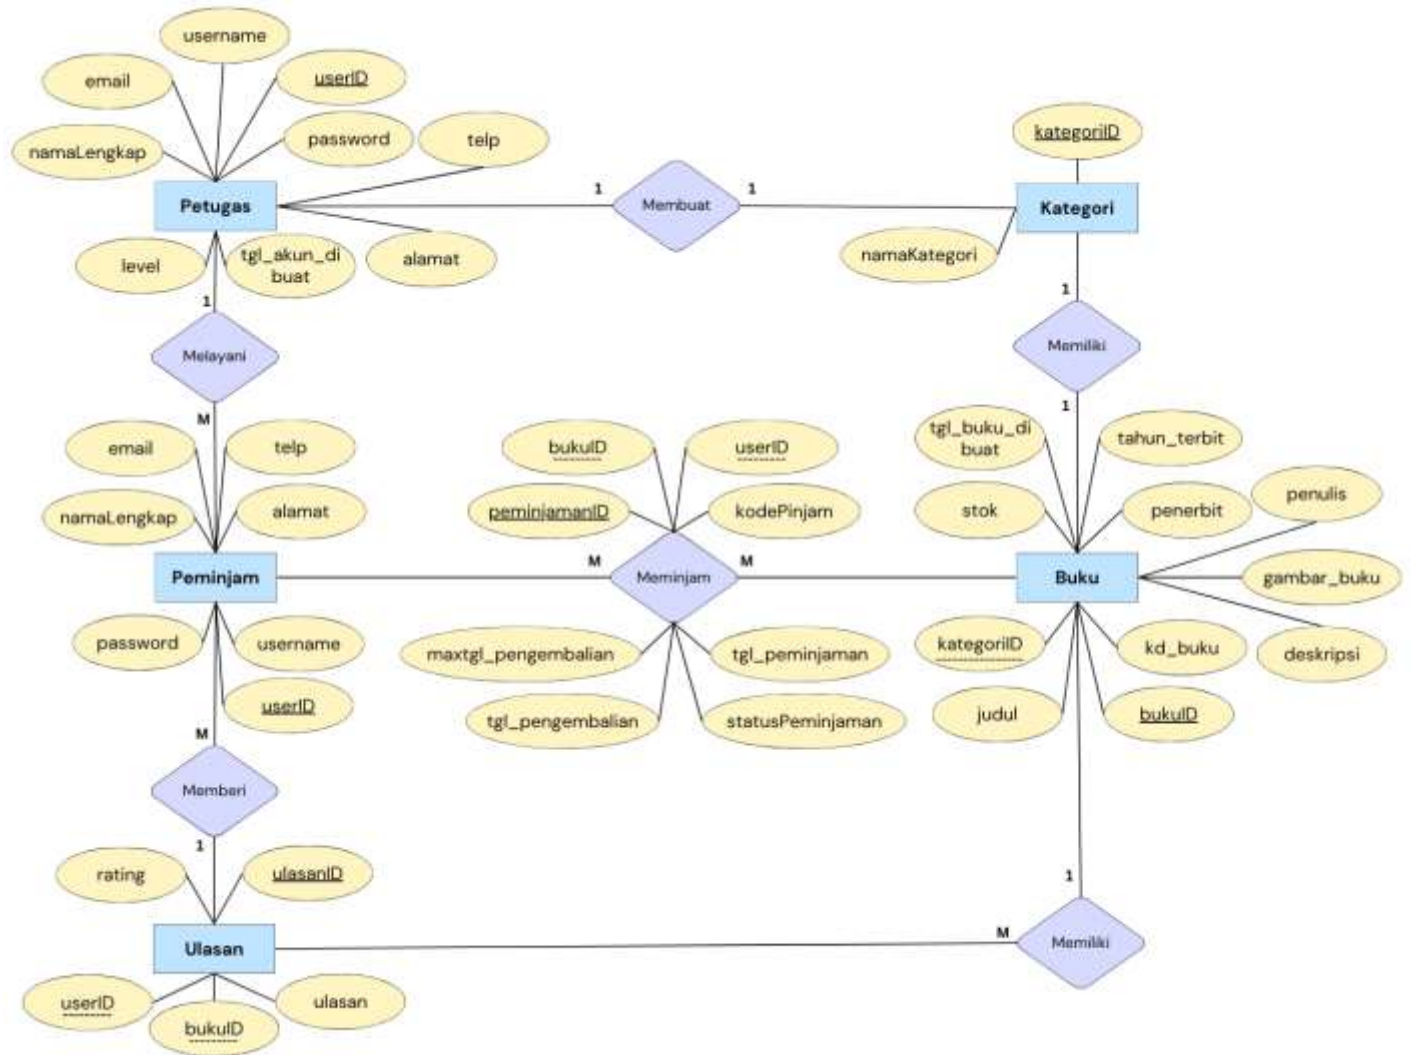 username
email
userID
namaLengkap
password
telp
kategoriID
Petugas
1
Membuat
1
Kategori
level
tgl_akun_di
buat
alamat
namaKategori
1
1
Melayani
Memiliki
M
1
email
telp
bukuID
userID
tgl_buku_di
buat
tahun_terbit
namaLengkap
alamat
peminjamanID
kodePinjam
stok
penerbit
penulis
Peminjam
M
Meminjam
M
Buku
gambar_buku
password
username
maxtgl_pengembalian
tgl_peminjaman
kategoriID
kd_buku
deskripsi
userID
tgl_pengembalian
statusPeminjaman
judul
bukuID
M
Memberi
1
rating
ulasanID
1
Ulasan
M
Memiliki
userID
bukuID
ulasan